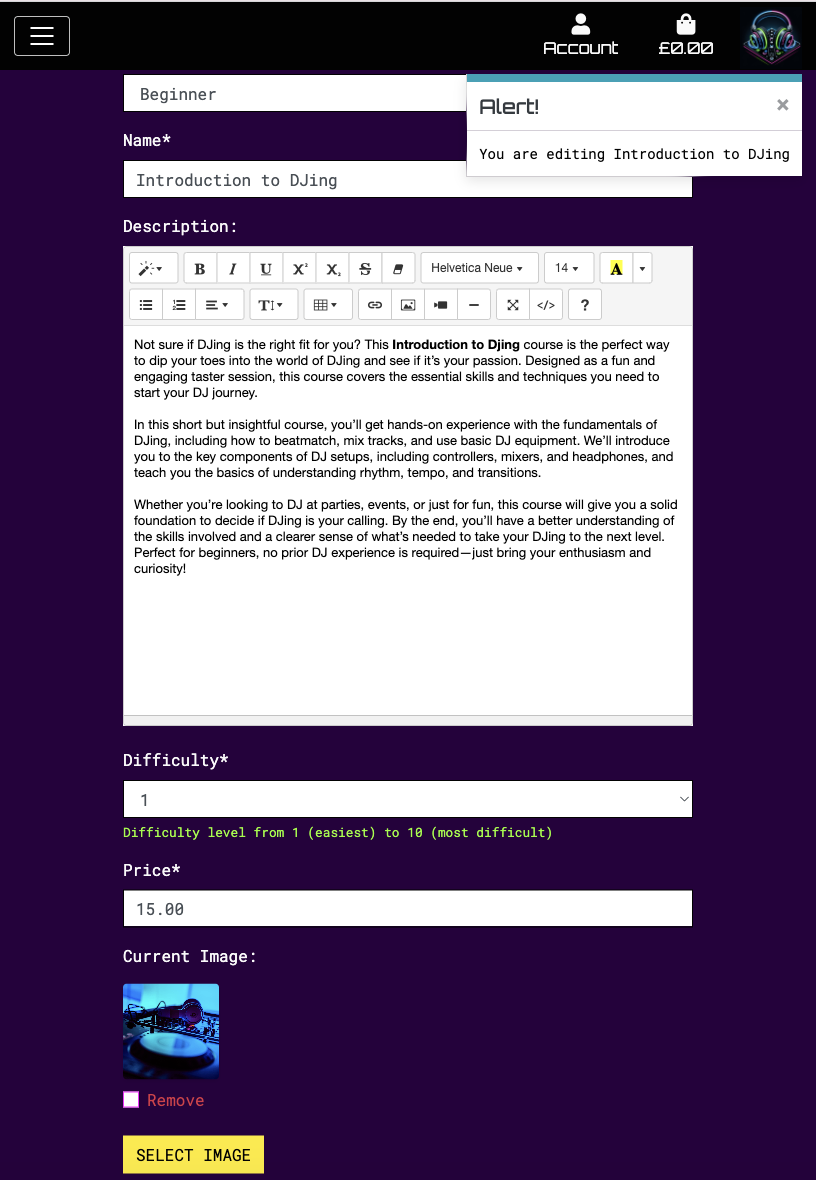 Account
£0.00
Beginner
Alert!
×
You are editing Introduction to DJing
Name*
Introduction to DJing
Description:
B I U X² X₂ S Helvetica Neue 14 A
T </> ?
Not sure if DJing is the right fit for you? This Introduction to Djing course is the perfect way
to dip your toes into the world of DJing and see if it’s your passion. Designed as a fun and
engaging taster session, this course covers the essential skills and techniques you need to
start your DJ journey.
In this short but insightful course, you’ll get hands-on experience with the fundamentals of
DJing, including how to beatmatch, mix tracks, and use basic DJ equipment. We’ll introduce
you to the key components of DJ setups, including controllers, mixers, and headphones, and
teach you the basics of understanding rhythm, tempo, and transitions.
Whether you’re looking to DJ at parties, events, or just for fun, this course will give you a solid
foundation to decide if DJing is your calling. By the end, you’ll have a better understanding of
the skills involved and a clearer sense of what’s needed to take your DJing to the next level.
Perfect for beginners, no prior DJ experience is required—just bring your enthusiasm and
curiosity!
Difficulty*
1
Difficulty level from 1 (easiest) to 10 (most difficult)
Price*
15.00
Current Image:
Remove
SELECT IMAGE